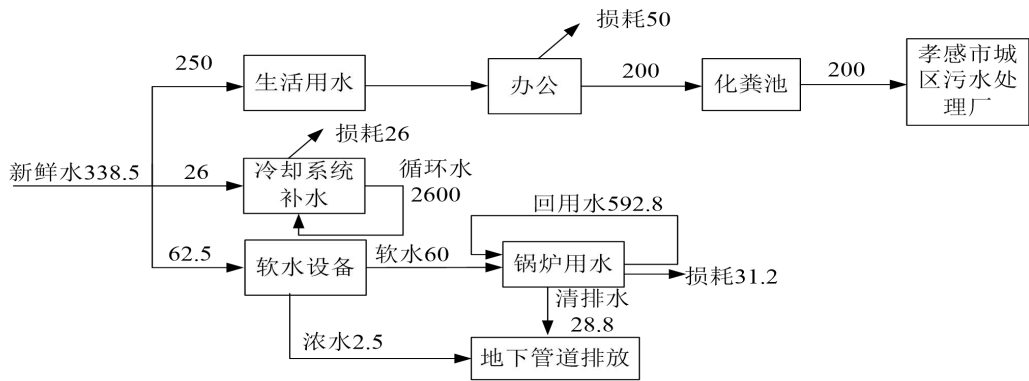 损耗50
250
生活用水
办公
200
化粪池
200
孝感市城
区污水处
理厂
新鲜水338.5
26
损耗26
冷却系统
补水
循环水
2600
回用水592.8
62.5
软水设备
软水60
锅炉用水
损耗31.2
清排水
28.8
浓水2.5
地下管道排放